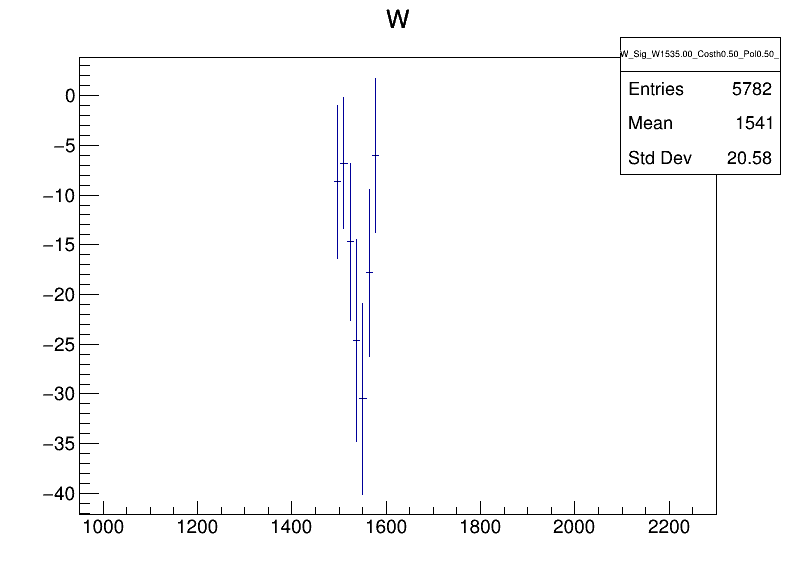 W
W_Sig_W1535.00_Costh0.50_Pol0.50_
Entries 5782
Mean 1541
Std Dev 20.58
0
−5
−10
−15
−20
−25
−30
−35
−40
1000 1200 1400 1600 1800 2000 2200